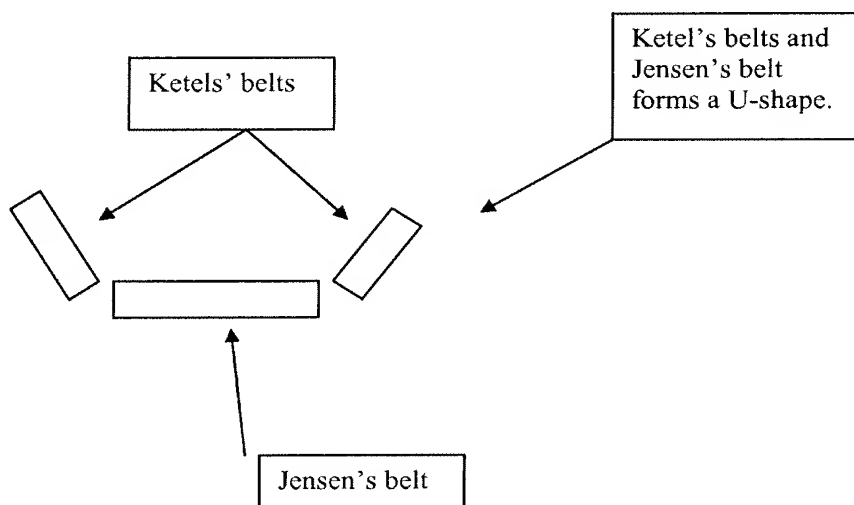 Ketels’ belts
Ketel’s belts and
Jensen’s belt
forms a U-shape.
Jensen’s belt